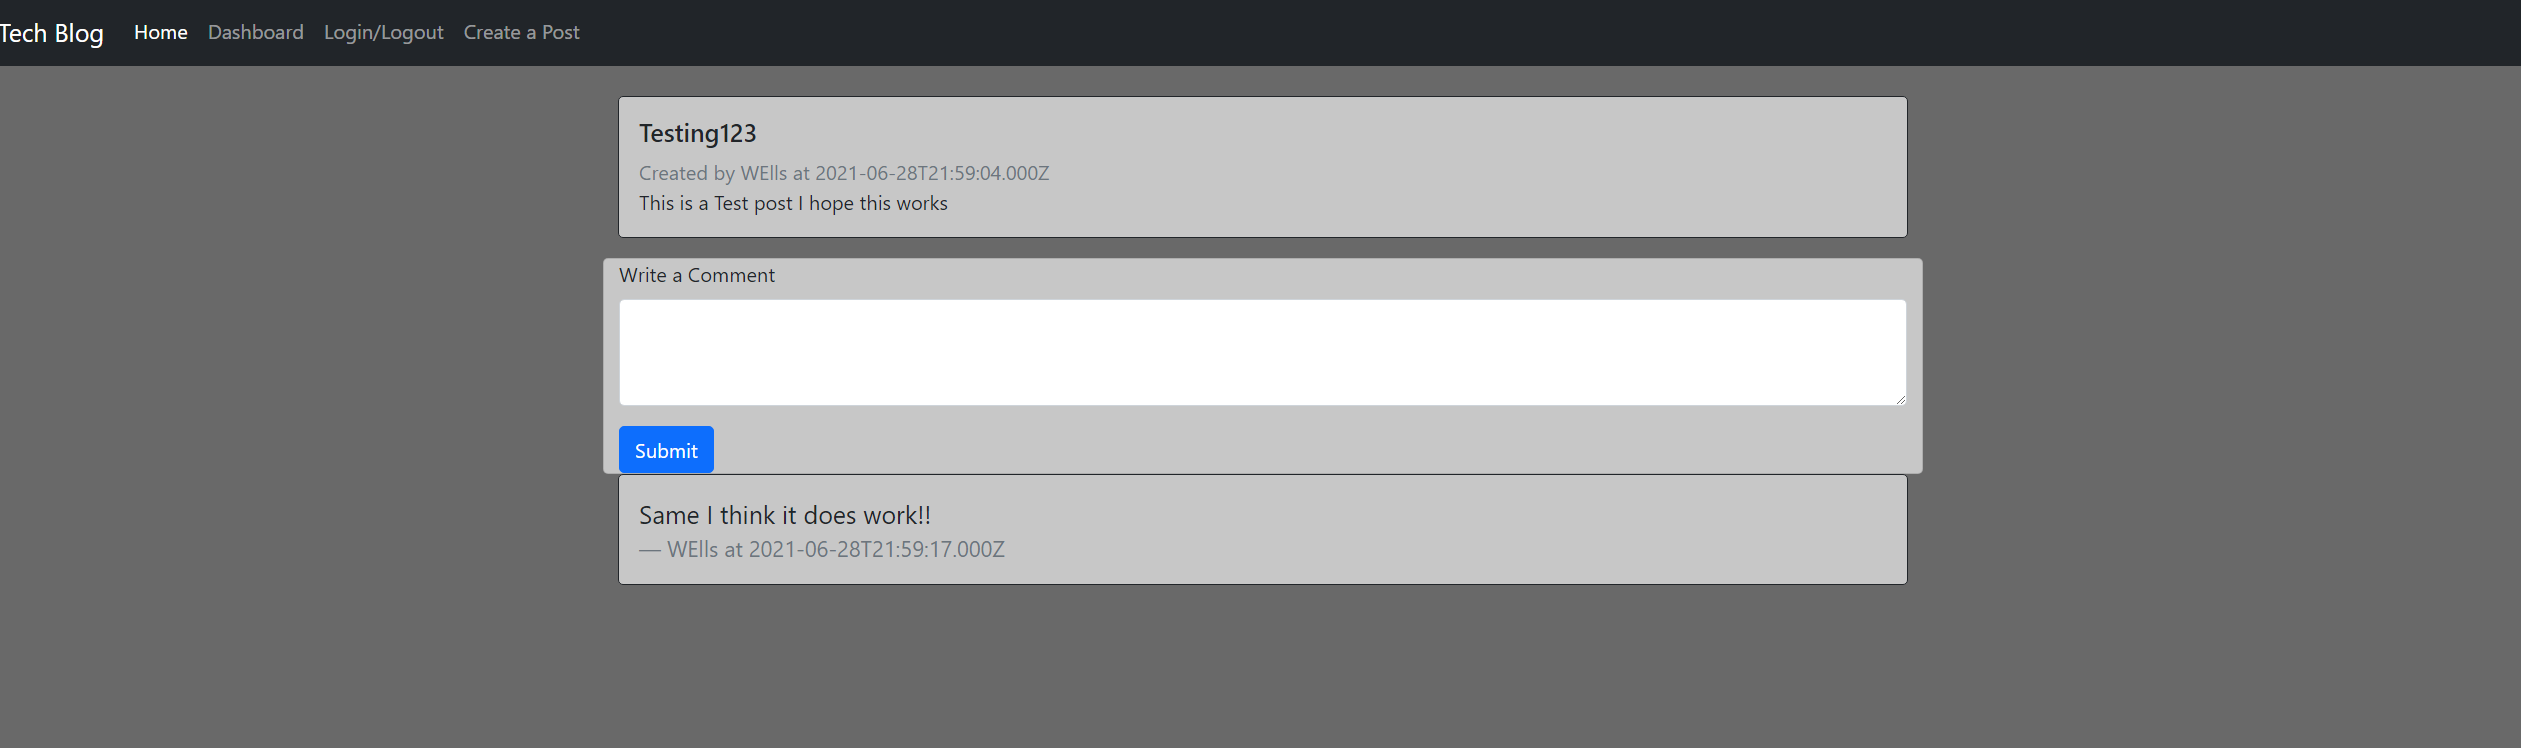 Tech Blog Home Dashboard Login/Logout Create a Post
Testing123
Created by WElls at 2021-06-28T21:59:04.000Z
This is a Test post I hope this works
Write a Comment
Submit
Same I think it does work!!
— WElls at 2021-06-28T21:59:17.000Z